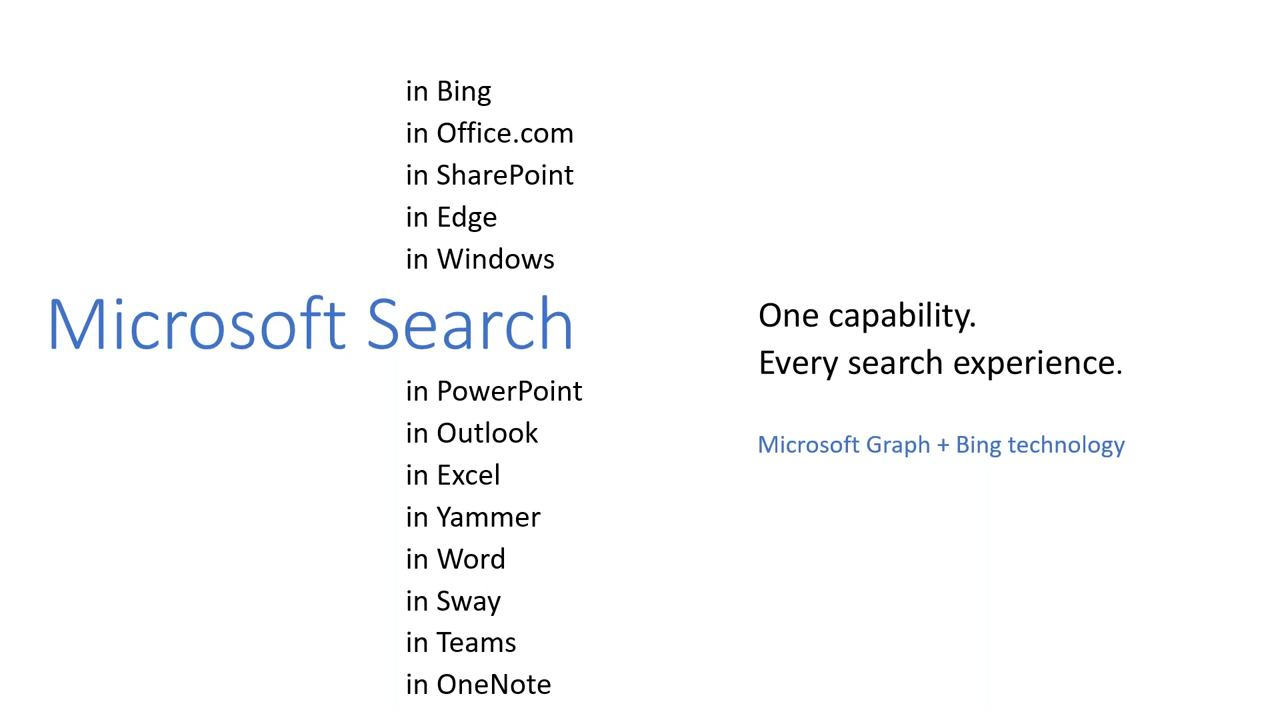 in Bing
in Office.com
in SharePoint
in Edge
in Windows
Microsoft Search
in PowerPoint
in Outlook
in Excel
in Yammer
in Word
in Sway
in Teams
in OneNote
One capability.
Every search experience.
Microsoft Graph + Bing technology